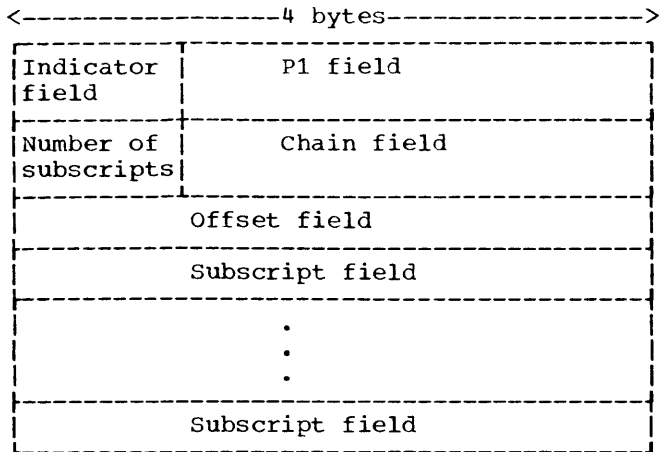 <-----------------4 bytes----------------->
Indicator field P1 field
Number of subscripts Chain field
Offset field
Subscript field
.
.
.
Subscript field